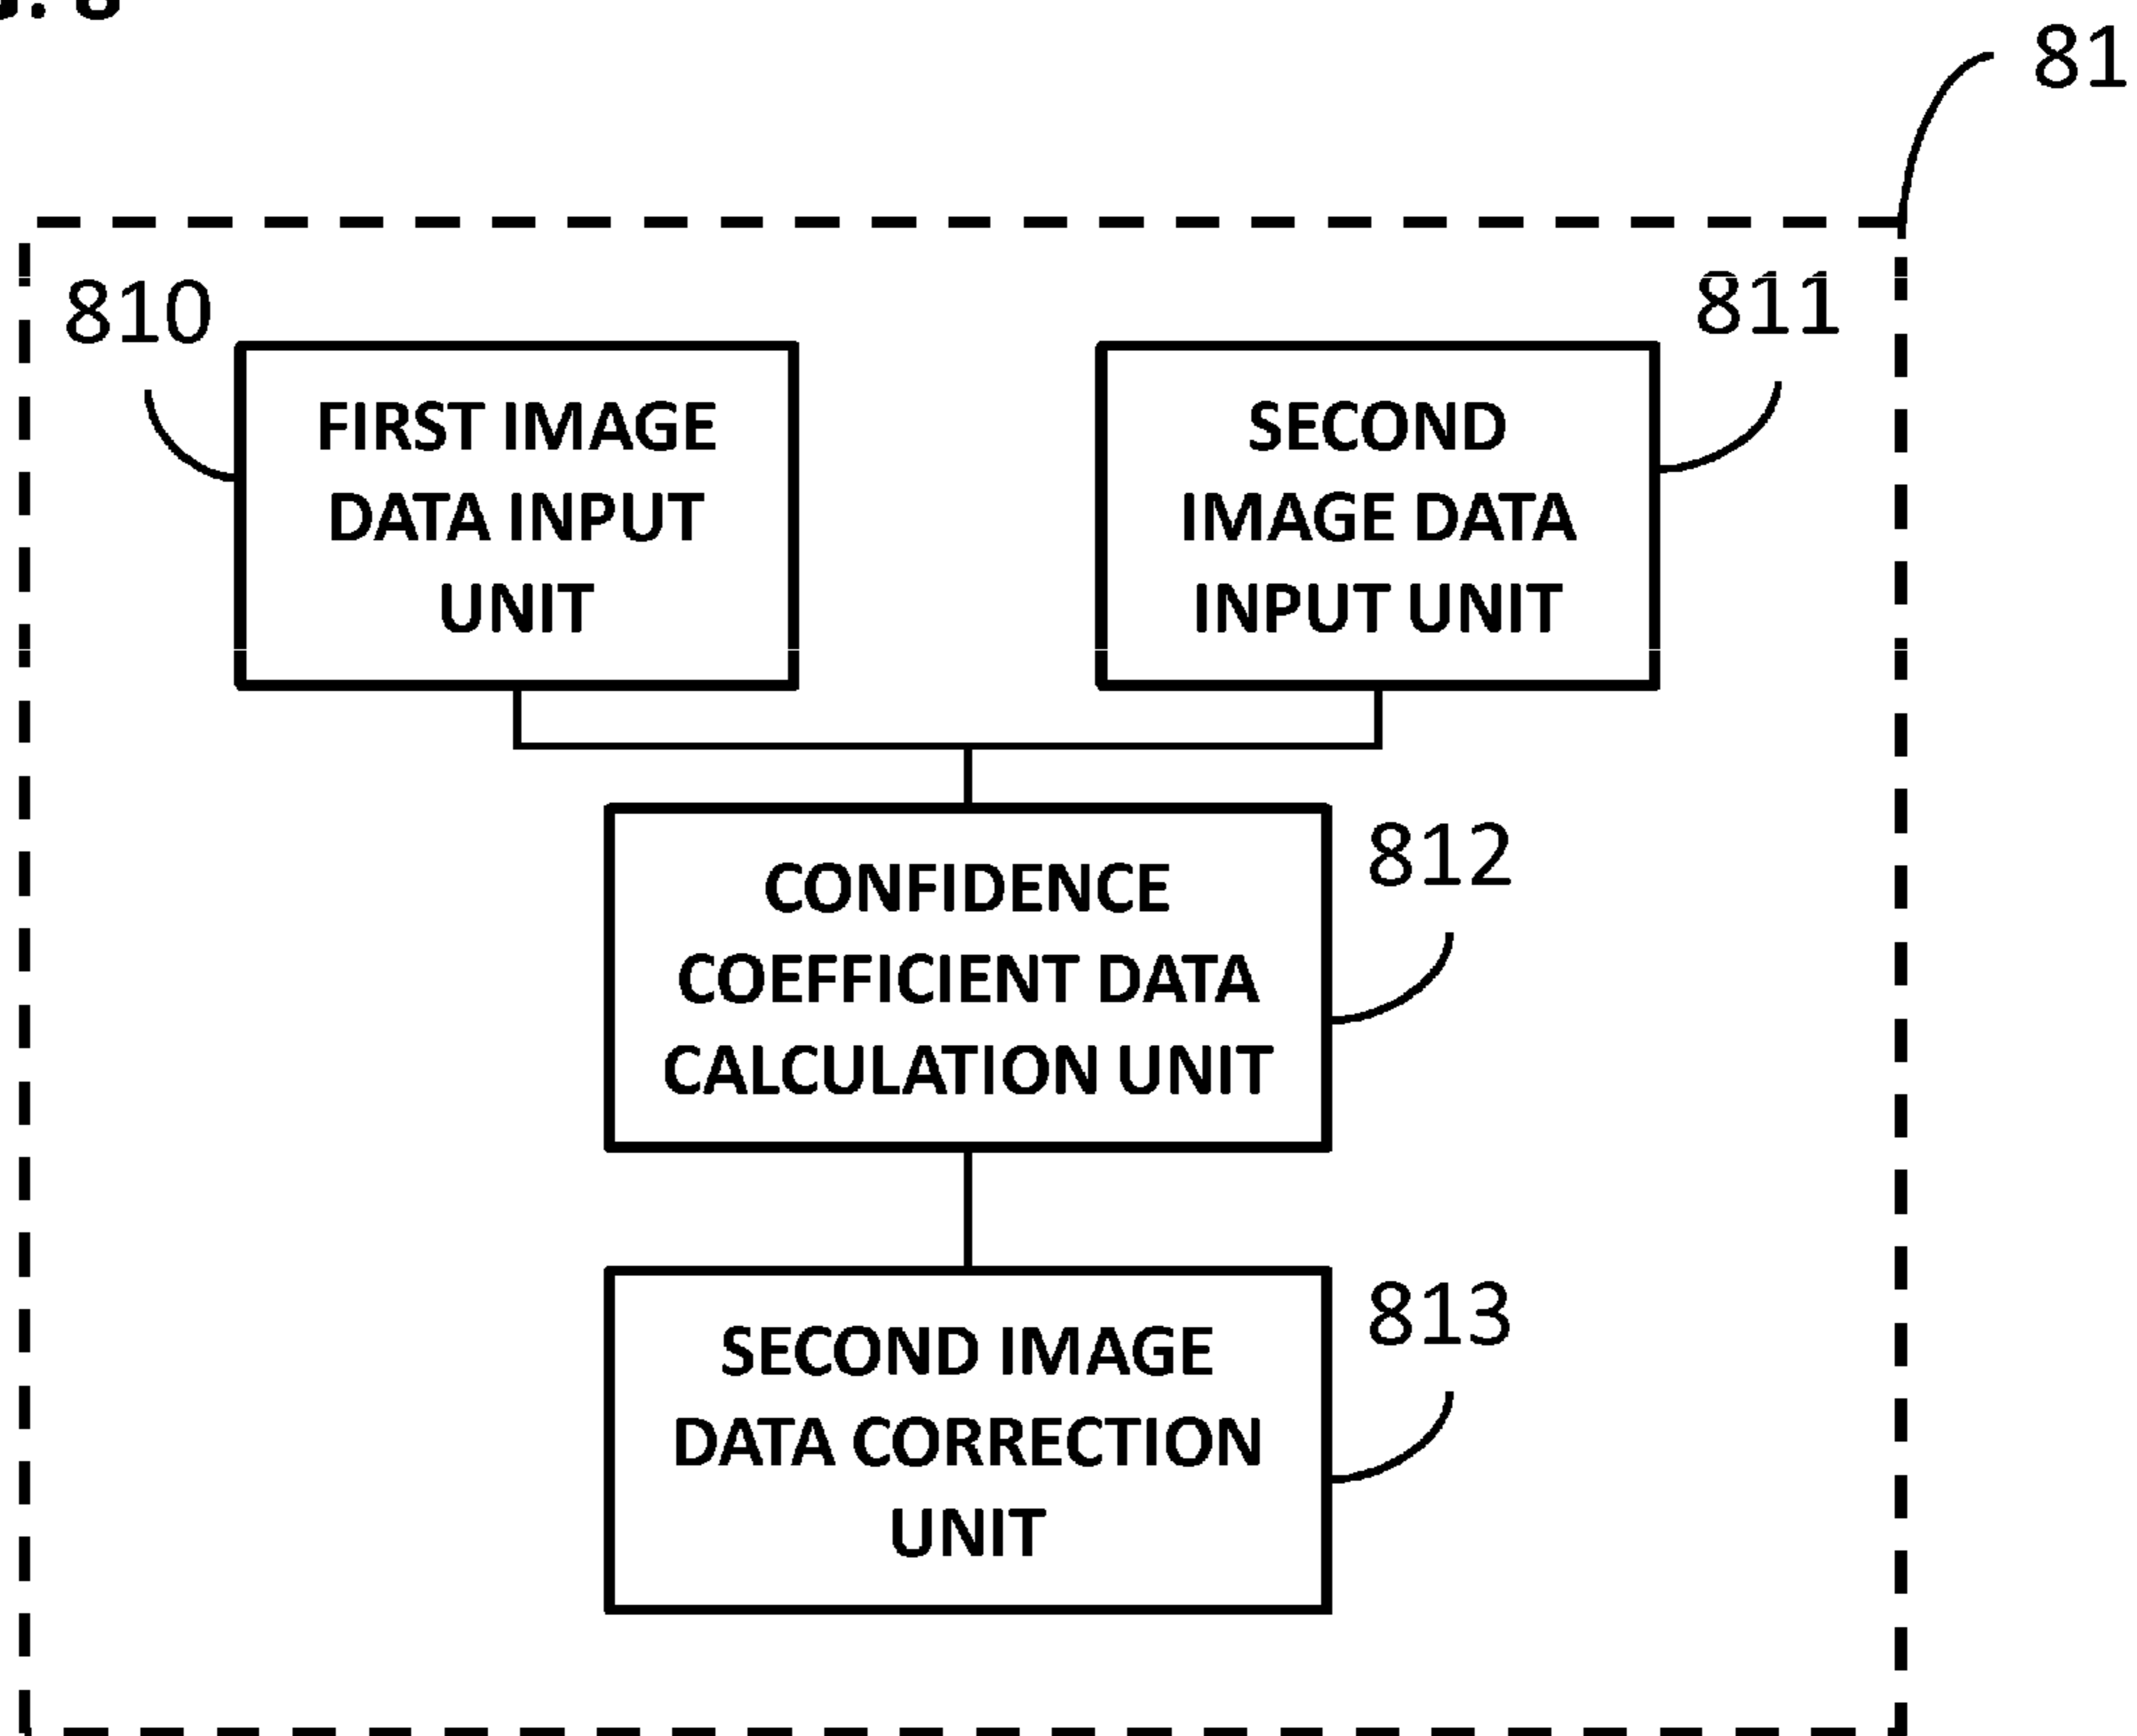 81
810
811
FIRST IMAGE
DATA INPUT
UNIT
SECOND
IMAGE DATA
INPUT UNIT
812
CONFIDENCE
COEFFICIENT DATA
CALCULATION UNIT
813
SECOND IMAGE
DATA CORRECTION
UNIT